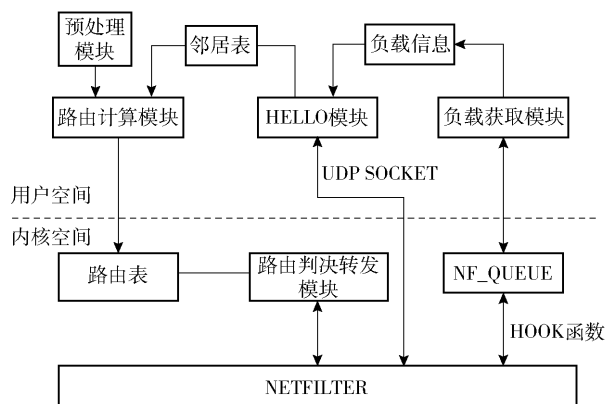 预处理
模块
邻居表
负载信息
路由计算模块
HELLO模块
负载获取模块
UDP SOCKET
用户空间
内核空间
路由表
路由判决转发
模块
NF_QUEUE
HOOK函数
NETFILTER